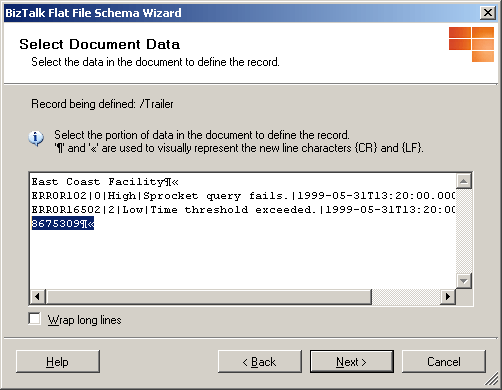 BizTalk Flat File Schema Wizard
Select Document Data
Select the data in the document to define the record.
Record being defined: /Trailer
Select the portion of data in the document to define the record.
'¶' and '«' are used to visually represent the new line characters {CR} and {LF}.
East Coast Facility¶«
ERROR102|0|High|Sprocket query fails.|1999-05-31T13:20:00.000
ERROR16502|2|Low|Time threshold exceeded.|1999-05-31T13:20:00
8675309¶«
Wrap long lines
Help
< Back
Next >
Cancel